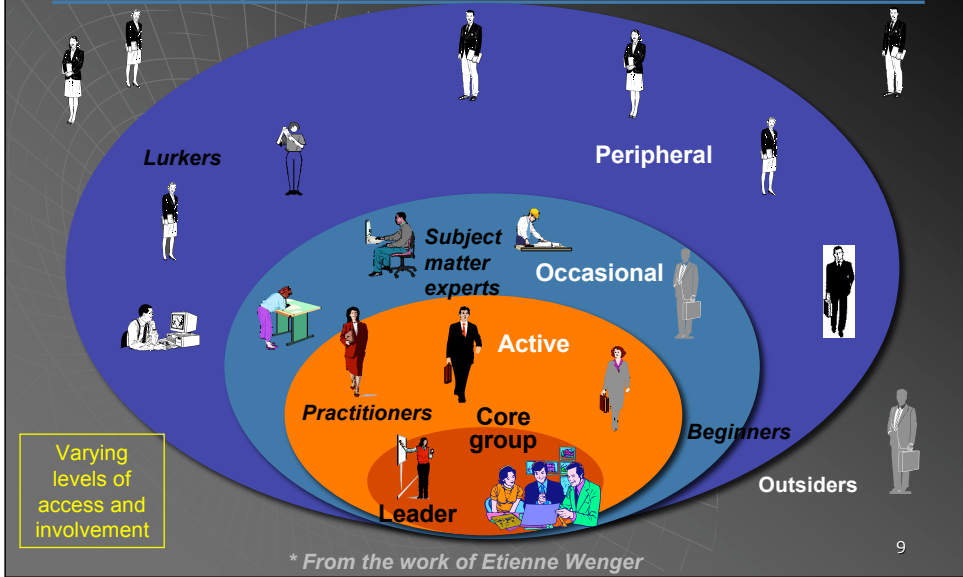 Lurkers
Peripheral
Subject
matter
experts
Occasional
Active
Practitioners
Core
group
Beginners
Leader
Outsiders
Varying
levels of
access and
involvement
* From the work of Etienne Wenger
9